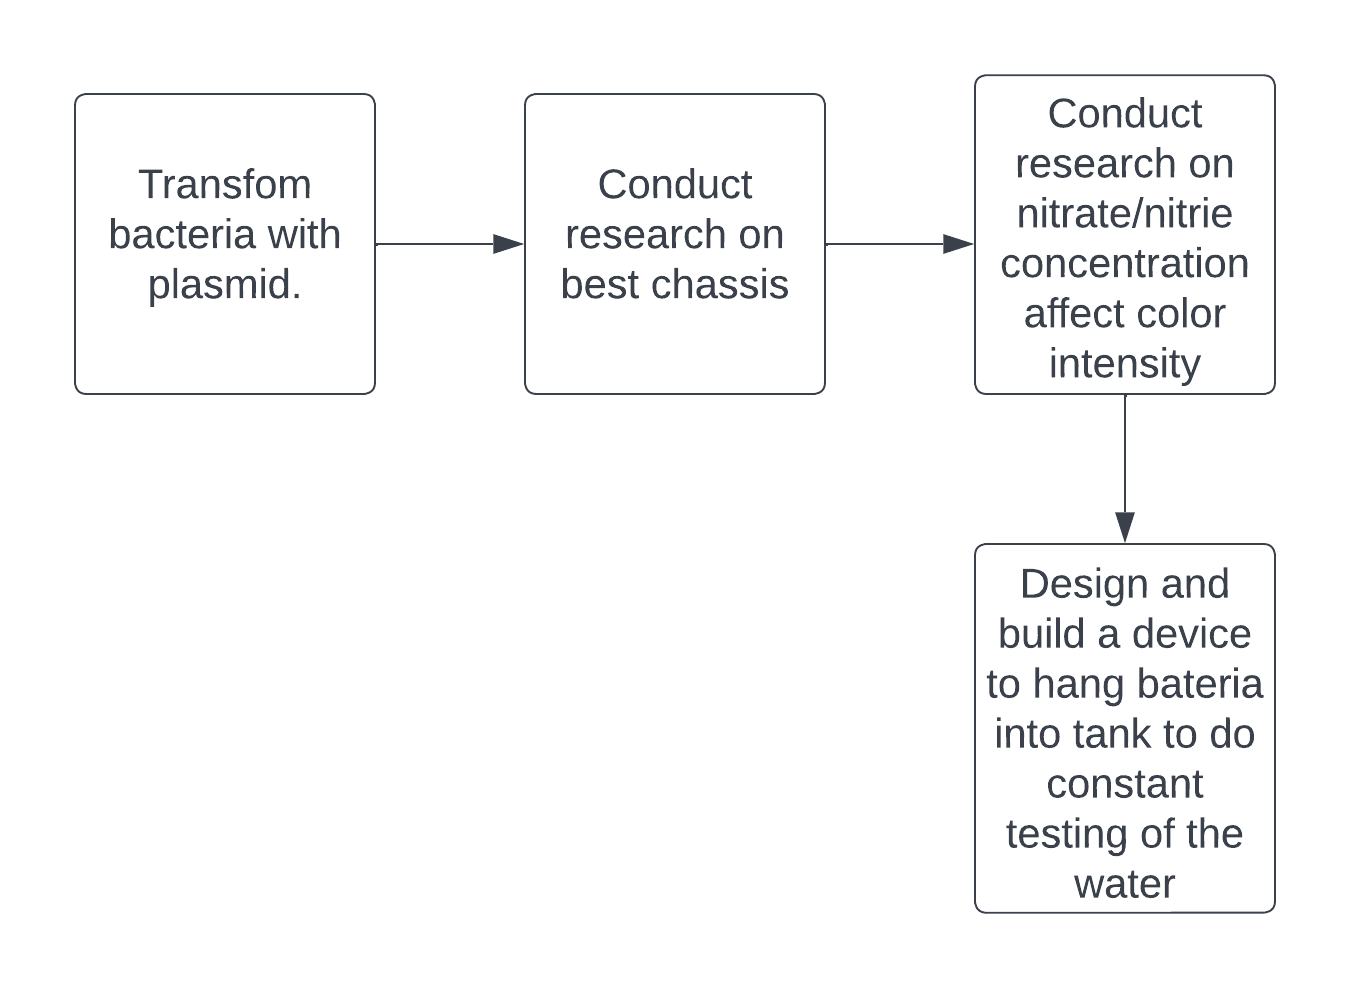 Transfom
bacteria with
plasmid.
Conduct
research on
best chassis
Conduct
research on
nitrate/nitrie
concentration
affect color
intensity
Design and
build a device
to hang bateria
into tank to do
constant
testing of the
water